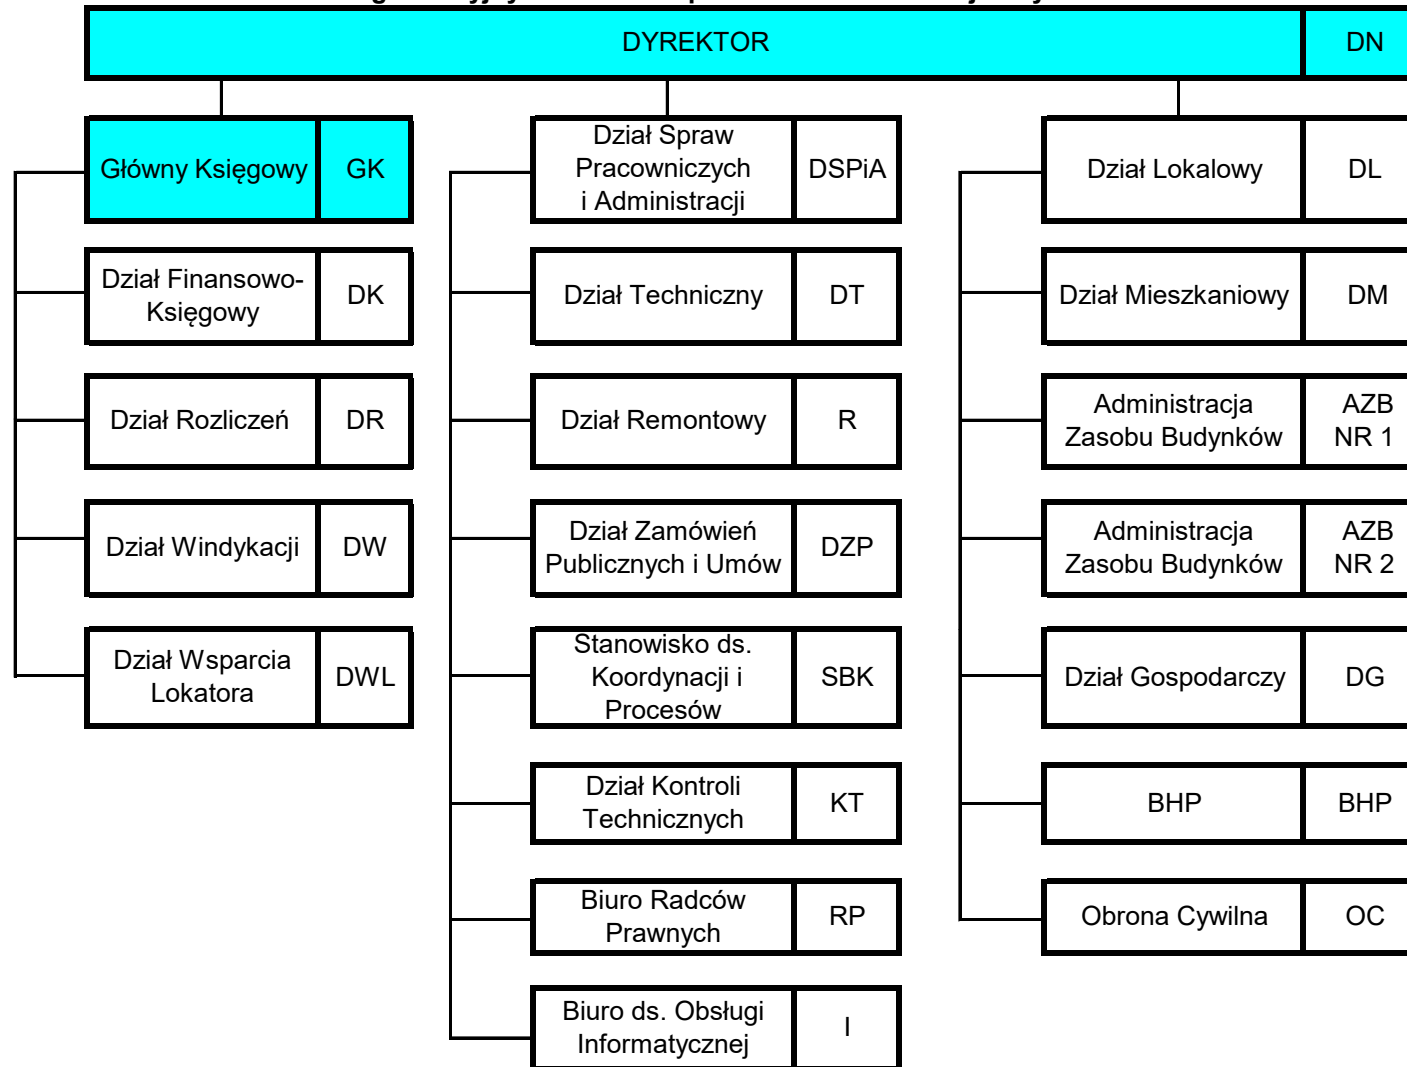 DYREKTOR
DN
Główny Księgowy
GK
Dział Finansowo-
Księgowy
DK
Dział Rozliczeń
DR
Dział Windykacji
DW
Dział Wsparcia
Lokatora
DWL
Dział Spraw
Pracowniczych
i Administracji
DSPiA
Dział Techniczny
DT
Dział Remontowy
R
Dział Zamówień
Publicznych i Umów
DZP
Stanowisko ds.
Koordynacji i
Procesów
SBK
Dział Kontroli
Technicznych
KT
Biuro Radców
Prawnych
RP
Biuro ds. Obsługi
Informatycznej
I
Dział Lokalowy
DL
Dział Mieszkaniowy
DM
Administracja
Zasobu Budynków
AZB
NR 1
Administracja
Zasobu Budynków
AZB
NR 2
Dział Gospodarczy
DG
BHP
BHP
Obrona Cywilna
OC